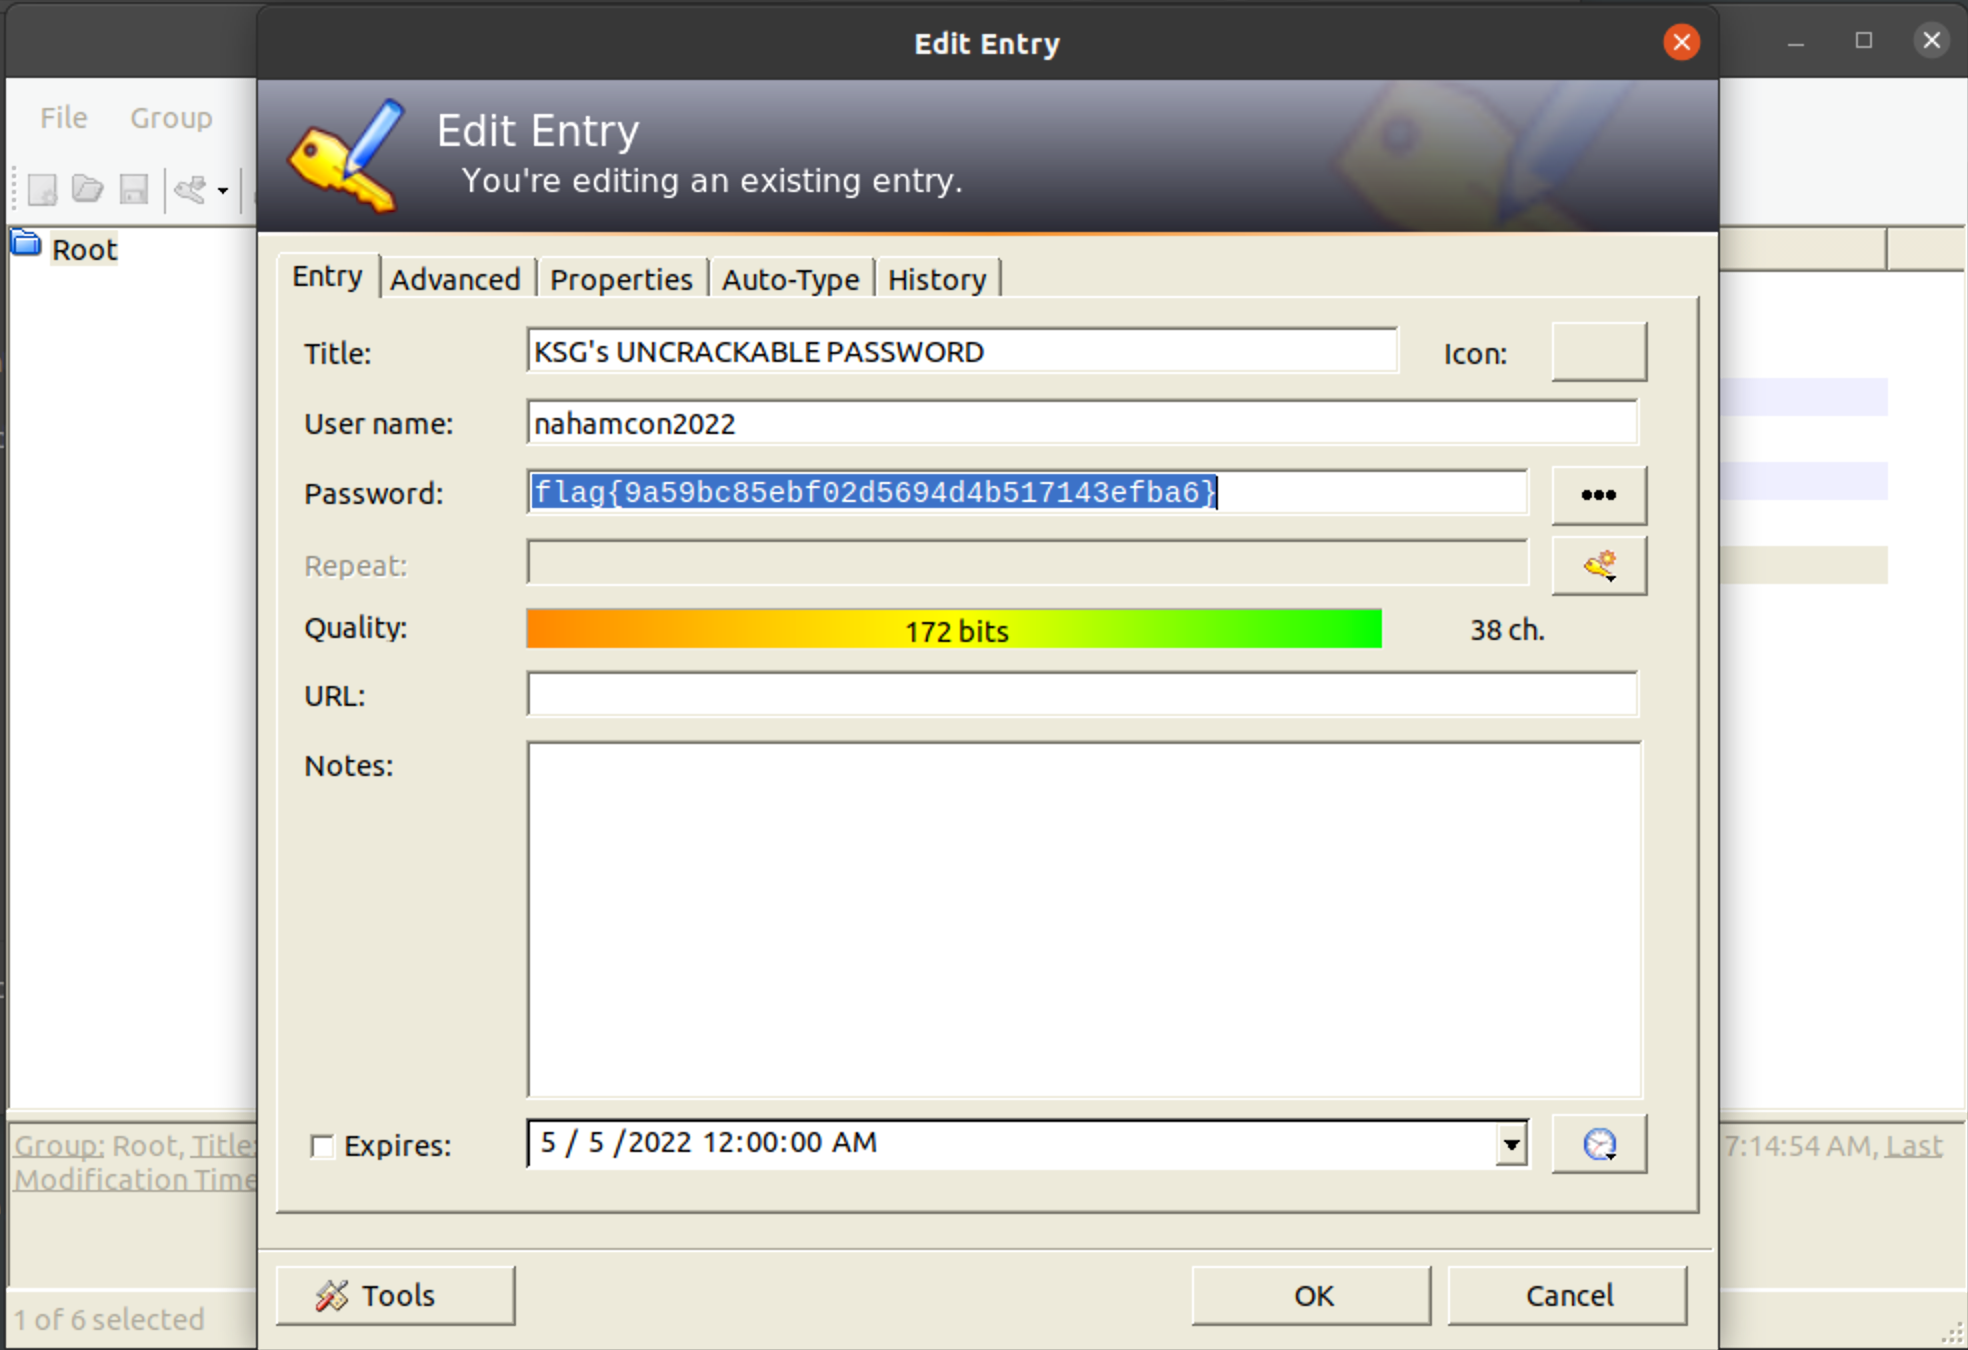 Edit Entry
File Group
Edit Entry
You're editing an existing entry.
Root
Entry Advanced Properties Auto-Type History
Title: KSG's UNCRACKABLE PASSWORD Icon:
User name: nahamcon2022
Password: flag{9a59bc85ebf02d5694d4b517143efba6} •••
Repeat:
Quality: 172 bits 38 ch.
URL:
Notes:
Expires: 5 / 5 /2022 12:00:00 AM
Group: Root, Title: 7:14:54 AM, Last
Modification Time
Tools OK Cancel
1 of 6 selected